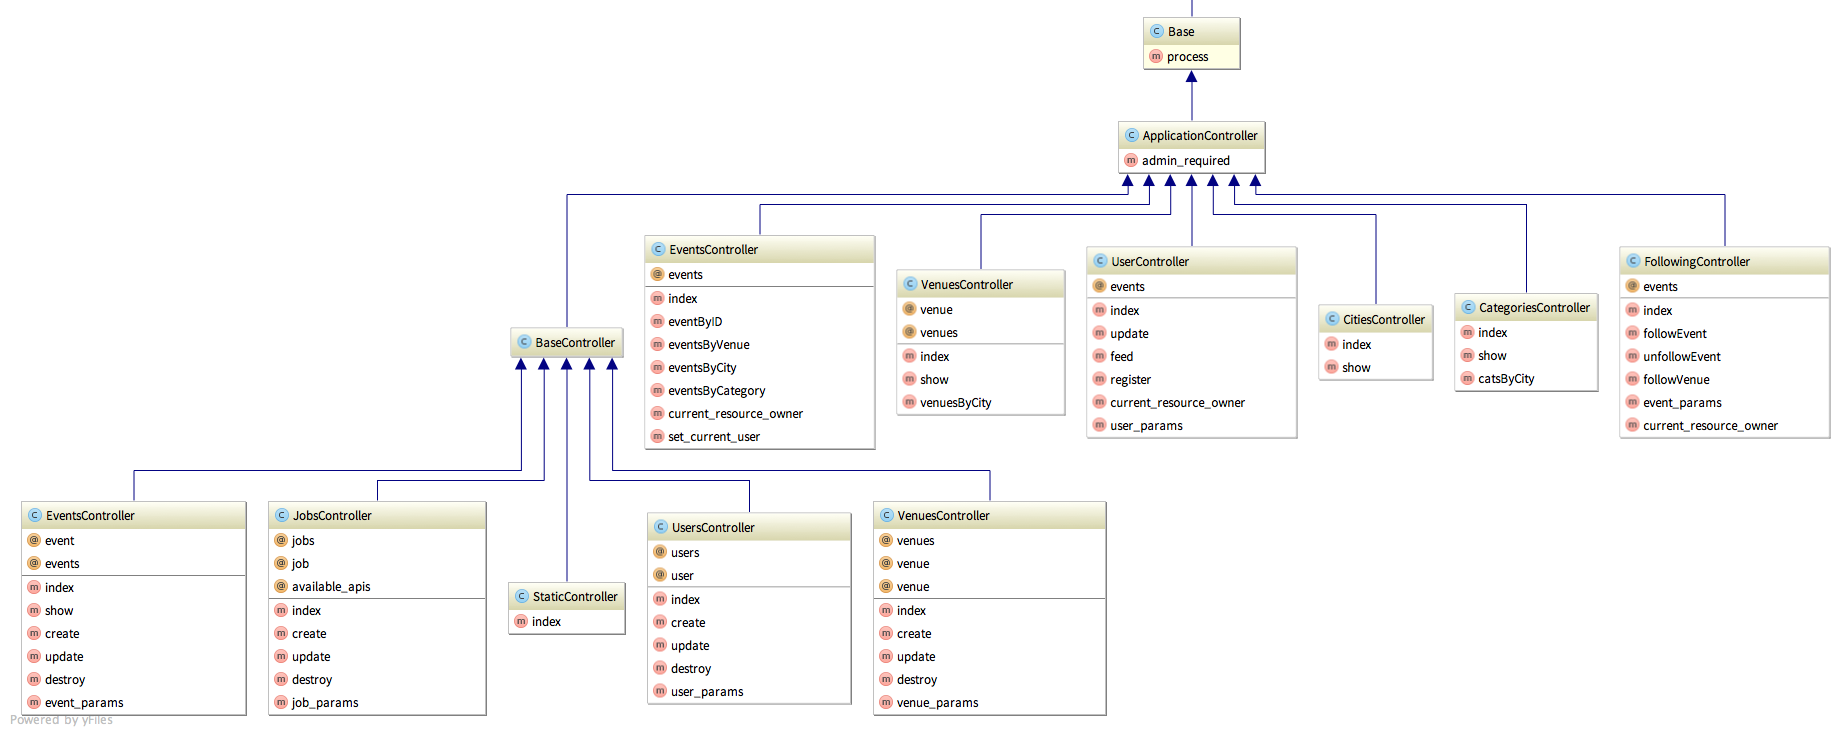 Base
process
ApplicationController
admin_required
EventsController
events
index
eventByID
eventsByVenue
eventsByCity
eventsByCategory
current_resource_owner
set_current_user
VenuesController
venue
venues
index
show
venuesByCity
UserController
events
index
update
feed
register
current_resource_owner
user_params
CitiesController
index
show
CategoriesController
index
show
catsByCity
FollowingController
events
index
followEvent
unfollowEvent
followVenue
event_params
current_resource_owner
BaseController
EventsController
event
events
index
show
create
update
destroy
event_params
JobsController
jobs
job
available_apis
index
create
update
destroy
job_params
StaticController
index
UsersController
users
user
index
create
update
destroy
user_params
VenuesController
venues
venue
venue
index
create
update
destroy
venue_params
Powered by yFiles